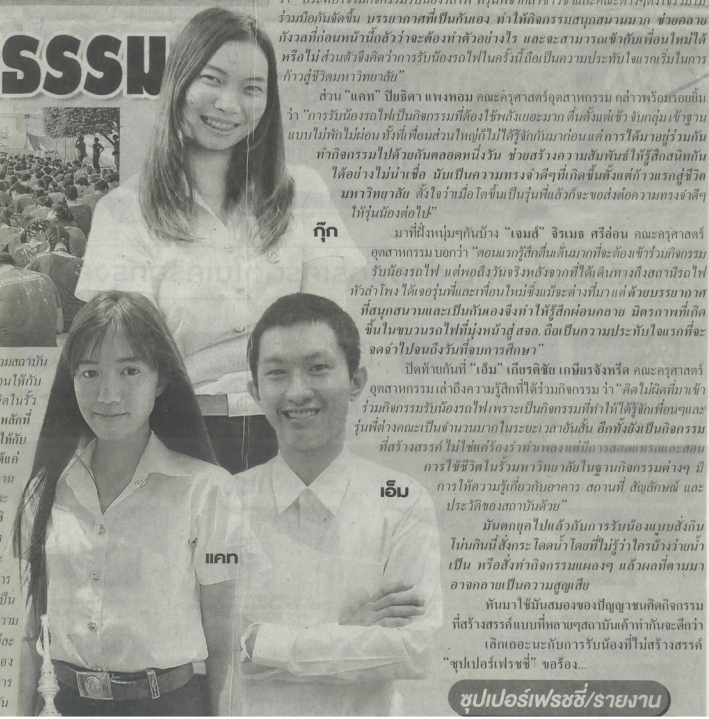 ร่วมมือกันจัดขึ้น บรรยากาศที่เป็นกันเอง ทำให้กิจกรรมสนุกสนานมาก ช่วยคลาย
กังวลที่ก่อนหน้านี้กลัวว่าจะต้องทำตัวอย่างไร และจะสามารถเข้ากับเพื่อนใหม่ได้
หรือไม่ ส่วนตัวจึงคิดว่าการรับน้องรถไฟในครั้งนี้ ถือเป็นความประทับใจแรกเริ่มในการ
ก้าวสู่ชีวิตมหาวิทยาลัย"
ส่วน "แคท" ปิยธิดา แพงหอม คณะครุศาสตร์อุตสาหกรรม กล่าวพร้อมรอยยิ้ม
ว่า "การรับน้องรถไฟเป็นกิจกรรมที่ต้องใช้พลังเยอะมาก ตื่นตั้งแต่เช้า จับกลุ่ม เข้าฐาน
แบบไม่พักไม่ผ่อน ทั้งที่เพื่อนส่วนใหญ่ก็ไม่ได้รู้จักกันมาก่อน แต่การได้มาอยู่ร่วมกัน
ทำกิจกรรมไปด้วยกันตลอดหนึ่งวัน ช่วยสร้างความสัมพันธ์ให้รู้สึกสนิทกัน
ได้อย่างไม่น่าเชื่อ นับเป็นความทรงจำดีๆที่เกิดขึ้นตั้งแต่ก้าวแรกสู่ชีวิต
มหาวิทยาลัย ตั้งใจว่าเมื่อโตขึ้นเป็นรุ่นพี่แล้วก็จะขอส่งต่อความทรงจำดีๆ
ให้รุ่นน้องต่อไป"
มาที่ฝั่งหนุ่มๆกันบ้าง "เจมส์" จิรเมธ ศรีอ่อน คณะครุศาสตร์
อุตสาหกรรม บอกว่า "ตอนแรกรู้สึกตื่นเต้นมากที่จะต้องเข้าร่วมกิจกรรม
รับน้องรถไฟ แต่พอถึงวันจริงหลังจากที่ได้เดินทางถึงสถานีรถไฟ
หัวลำโพง ได้เจอรุ่นพี่และเพื่อนใหม่ซึ่งแม้จะต่างที่มา แต่ด้วยบรรยากาศ
ที่สนุกสนานและเป็นกันเองจึงทำให้รู้สึกผ่อนคลาย มิตรภาพที่เกิด
ขึ้นในขบวนรถไฟที่มุ่งหน้าสู่ สจล. ถือเป็นความประทับใจแรกที่จะ
จดจำไปจนถึงวันที่จบการศึกษา"
ปิดท้ายกันที่ "เอ็ม" เกียรติชัย เกษียรจังหรีด คณะครุศาสตร์
อุตสาหกรรม เล่าถึงความรู้สึกที่ได้ร่วมกิจกรรม ว่า "คิดไม่ผิดที่มาเข้า
ร่วมกิจกรรมรับน้องรถไฟ เพราะเป็นกิจกรรมที่ทำให้ได้รู้จักเพื่อนๆและ
รุ่นพี่ต่างคณะเป็นจำนวนมากในระยะเวลาอันสั้น อีกทั้งยังเป็นกิจกรรม
ที่สร้างสรรค์ ไม่ใช่แค่ร้องรำทำเพลง แต่มีการสอดแทรกและสอน
การใช้ชีวิตในรั้วมหาวิทยาลัยในฐานกิจกรรมต่างๆ มี
การให้ความรู้เกี่ยวกับอาคาร สถานที่ สัญลักษณ์ และ
ประวัติของสถาบันด้วย"
มันตกยุคไปแล้วกับการรับน้องแบบสั่งกิน
โน่นกินนี่ สั่งกระโดดน้ำโดยที่ไม่รู้ว่าใครบ้างว่ายน้ำ
เป็น หรือสั่งทำกิจกรรมแผลงๆ แล้วผลที่ตามมา
อาจกลายเป็นความสูญเสีย
หันมาใช้มันสมองของปัญญาชนคิดกิจกรรม
ที่สร้างสรรค์แบบที่หลายๆสถาบันเค้าทำกันจะดีกว่า
เลิกเถอะนะกับการรับน้องที่ไม่สร้างสรรค์
"ซุปเปอร์เฟรชชี่" ขอร้อง...
ซุปเปอร์เฟรชชี่/รายงาน
กุ๊ก
เอ็ม
แคท